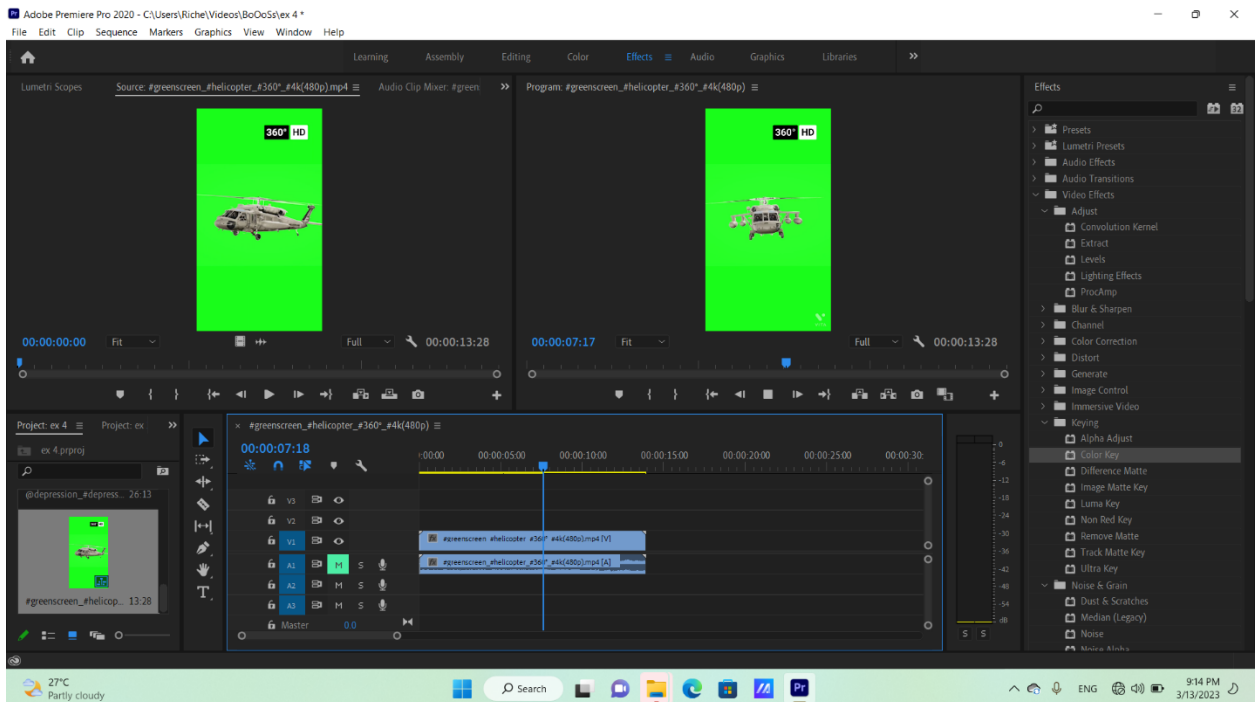 Adobe Premiere Pro 2020 - C:\Users\Riche\Videos\BoOoSs\ex 4 *
File Edit Clip Sequence Markers Graphics View Window Help
Learning Assembly Editing Color Effects Audio Graphics Libraries
Lumetri Scopes Source: #greenscreen_#helicopter_#360°_#4k(480p).mp4 Audio Clip Mixer: #green
Program: #greenscreen_#helicopter_#360°_#4k(480p)
360° HD
360° HD
00:00:00:00 Fit Full 00:00:13:28
00:00:07:17 Fit Full 00:00:13:28
Project: ex 4 Project: ex
ex 4.prproj
@depression_#depress... 26:13
360° HD
#greenscreen_#helicop... 13:28
#greenscreen_#helicopter_#360°_#4k(480p)
00:00:07:18
:00:00 00:00:05:00 00:00:10:00 00:00:15:00 00:00:20:00 00:00:25:00 00:00:30:
V3
V2
V1 #greenscreen_#helicopter_#360°_#4k(480p).mp4 [V]
A1 M S #greenscreen_#helicopter_#360°_#4k(480p).mp4 [A]
A2 M S
A3 M S
Master 0.0
0
-6
-12
-18
-24
-30
-36
-42
-48
-54
dB
S S
Effects
32
Presets
Lumetri Presets
Audio Effects
Audio Transitions
Video Effects
Adjust
Convolution Kernel
Extract
Levels
Lighting Effects
ProcAmp
Blur & Sharpen
Channel
Color Correction
Distort
Generate
Image Control
Immersive Video
Keying
Alpha Adjust
Color Key
Difference Matte
Image Matte Key
Luma Key
Non Red Key
Remove Matte
Track Matte Key
Ultra Key
Noise & Grain
Dust & Scratches
Median (Legacy)
Noise
Noise Alpha
27°C
Partly cloudy
Search
Pr
ENG
9:14 PM
3/13/2023